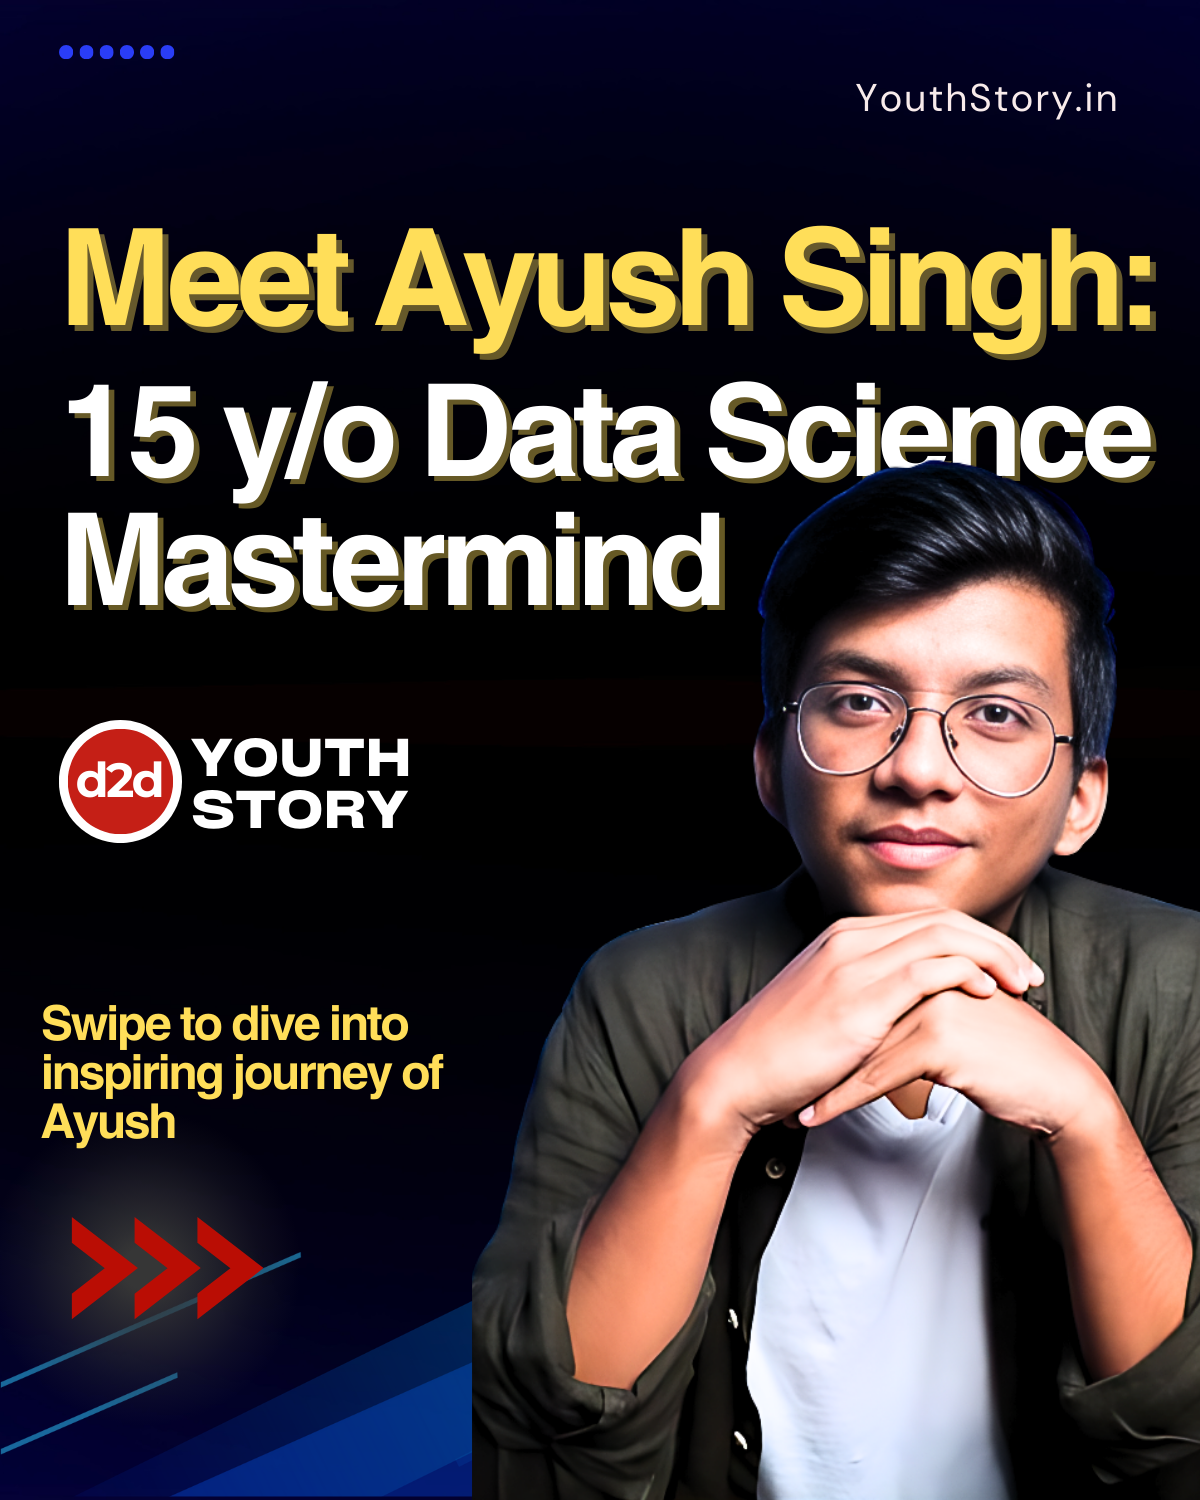 YouthStory.in
Meet Ayush Singh:
15 y/o Data Science
Mastermind
d2d
YOUTH
STORY
Swipe to dive into
inspiring journey of
Ayush